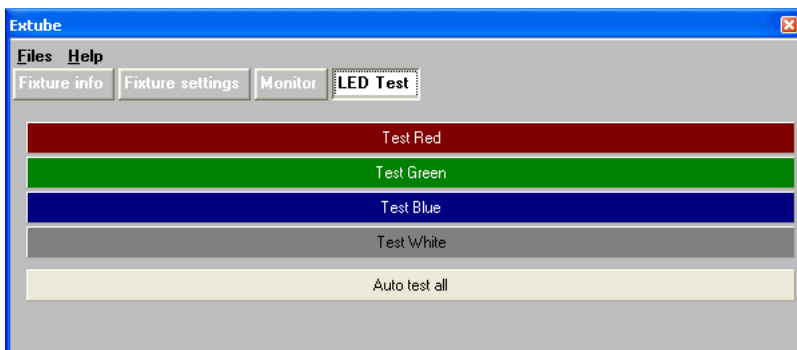 Extube
Files Help
Fixture info Fixture settings Monitor LED Test
Test Red
Test Green
Test Blue
Test White
Auto test all